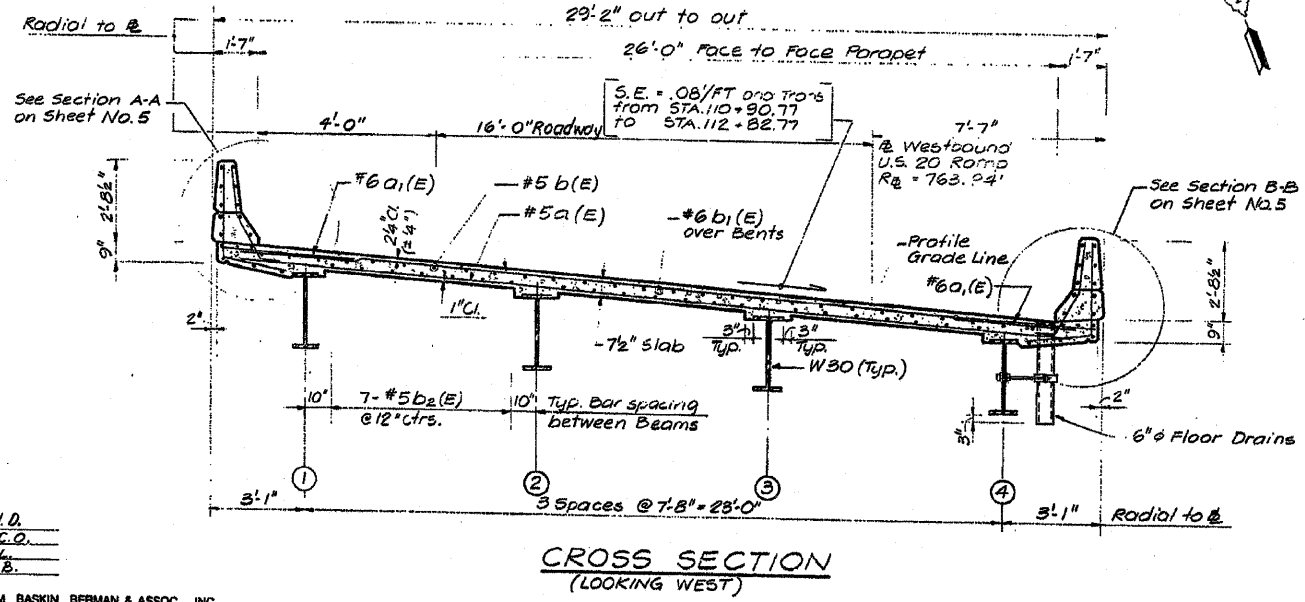 29'-2" out to out
Radial to ℄
1'-7"
26'-0" Face to Face Parapet
1'-7"
See Section A-A
on Sheet No. 5
S.E. = .08'/FT
from STA. 110+90.77
to STA. 112+82.77
4'-0"
16'-0" Roadway
7'-7"
℄ Westbound
U.S. 20 Ramp
R℄ = 763.94'
See Section B-B
on Sheet No. 5
#6 a₁(E)
#5 b(E)
#5 a(E)
2¼" Cl.
(±¼")
#6 b₁(E)
over Bents
Profile
Grade Line
#6 a₁(E)
2'-8½"
9"
2'-8½"
9"
2"
1" Cl.
7½" Slab
3"
Typ.
3"
Typ.
W30 (Typ.)
10"
7-#5 b₂(E)
@ 12" ctrs.
10"
Typ. Bar spacing
between Beams
2"
3"
6" ϕ Floor Drains
1
2
3
4
3'-1"
3 Spaces @ 7'-8" = 23'-0"
3'-1"
Radial to ℄
CROSS SECTION
(LOOKING WEST)
BASKIN, BERMAN & ASSOC., INC.